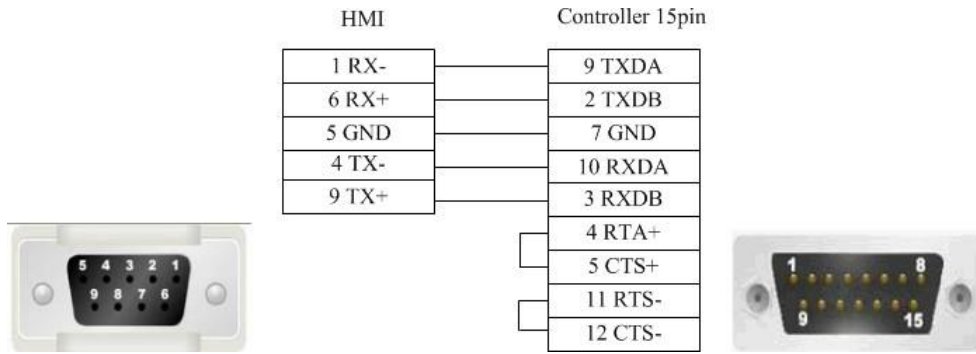 HMI
Controller 15pin
1 RX-
9 TXDA
6 RX+
2 TXDB
5 GND
7 GND
4 TX-
10 RXDA
9 TX+
3 RXDB
4 RTA+
5 CTS+
11 RTS-
12 CTS-
5 4 3 2 1
9 8 7 6
1 8
9 15